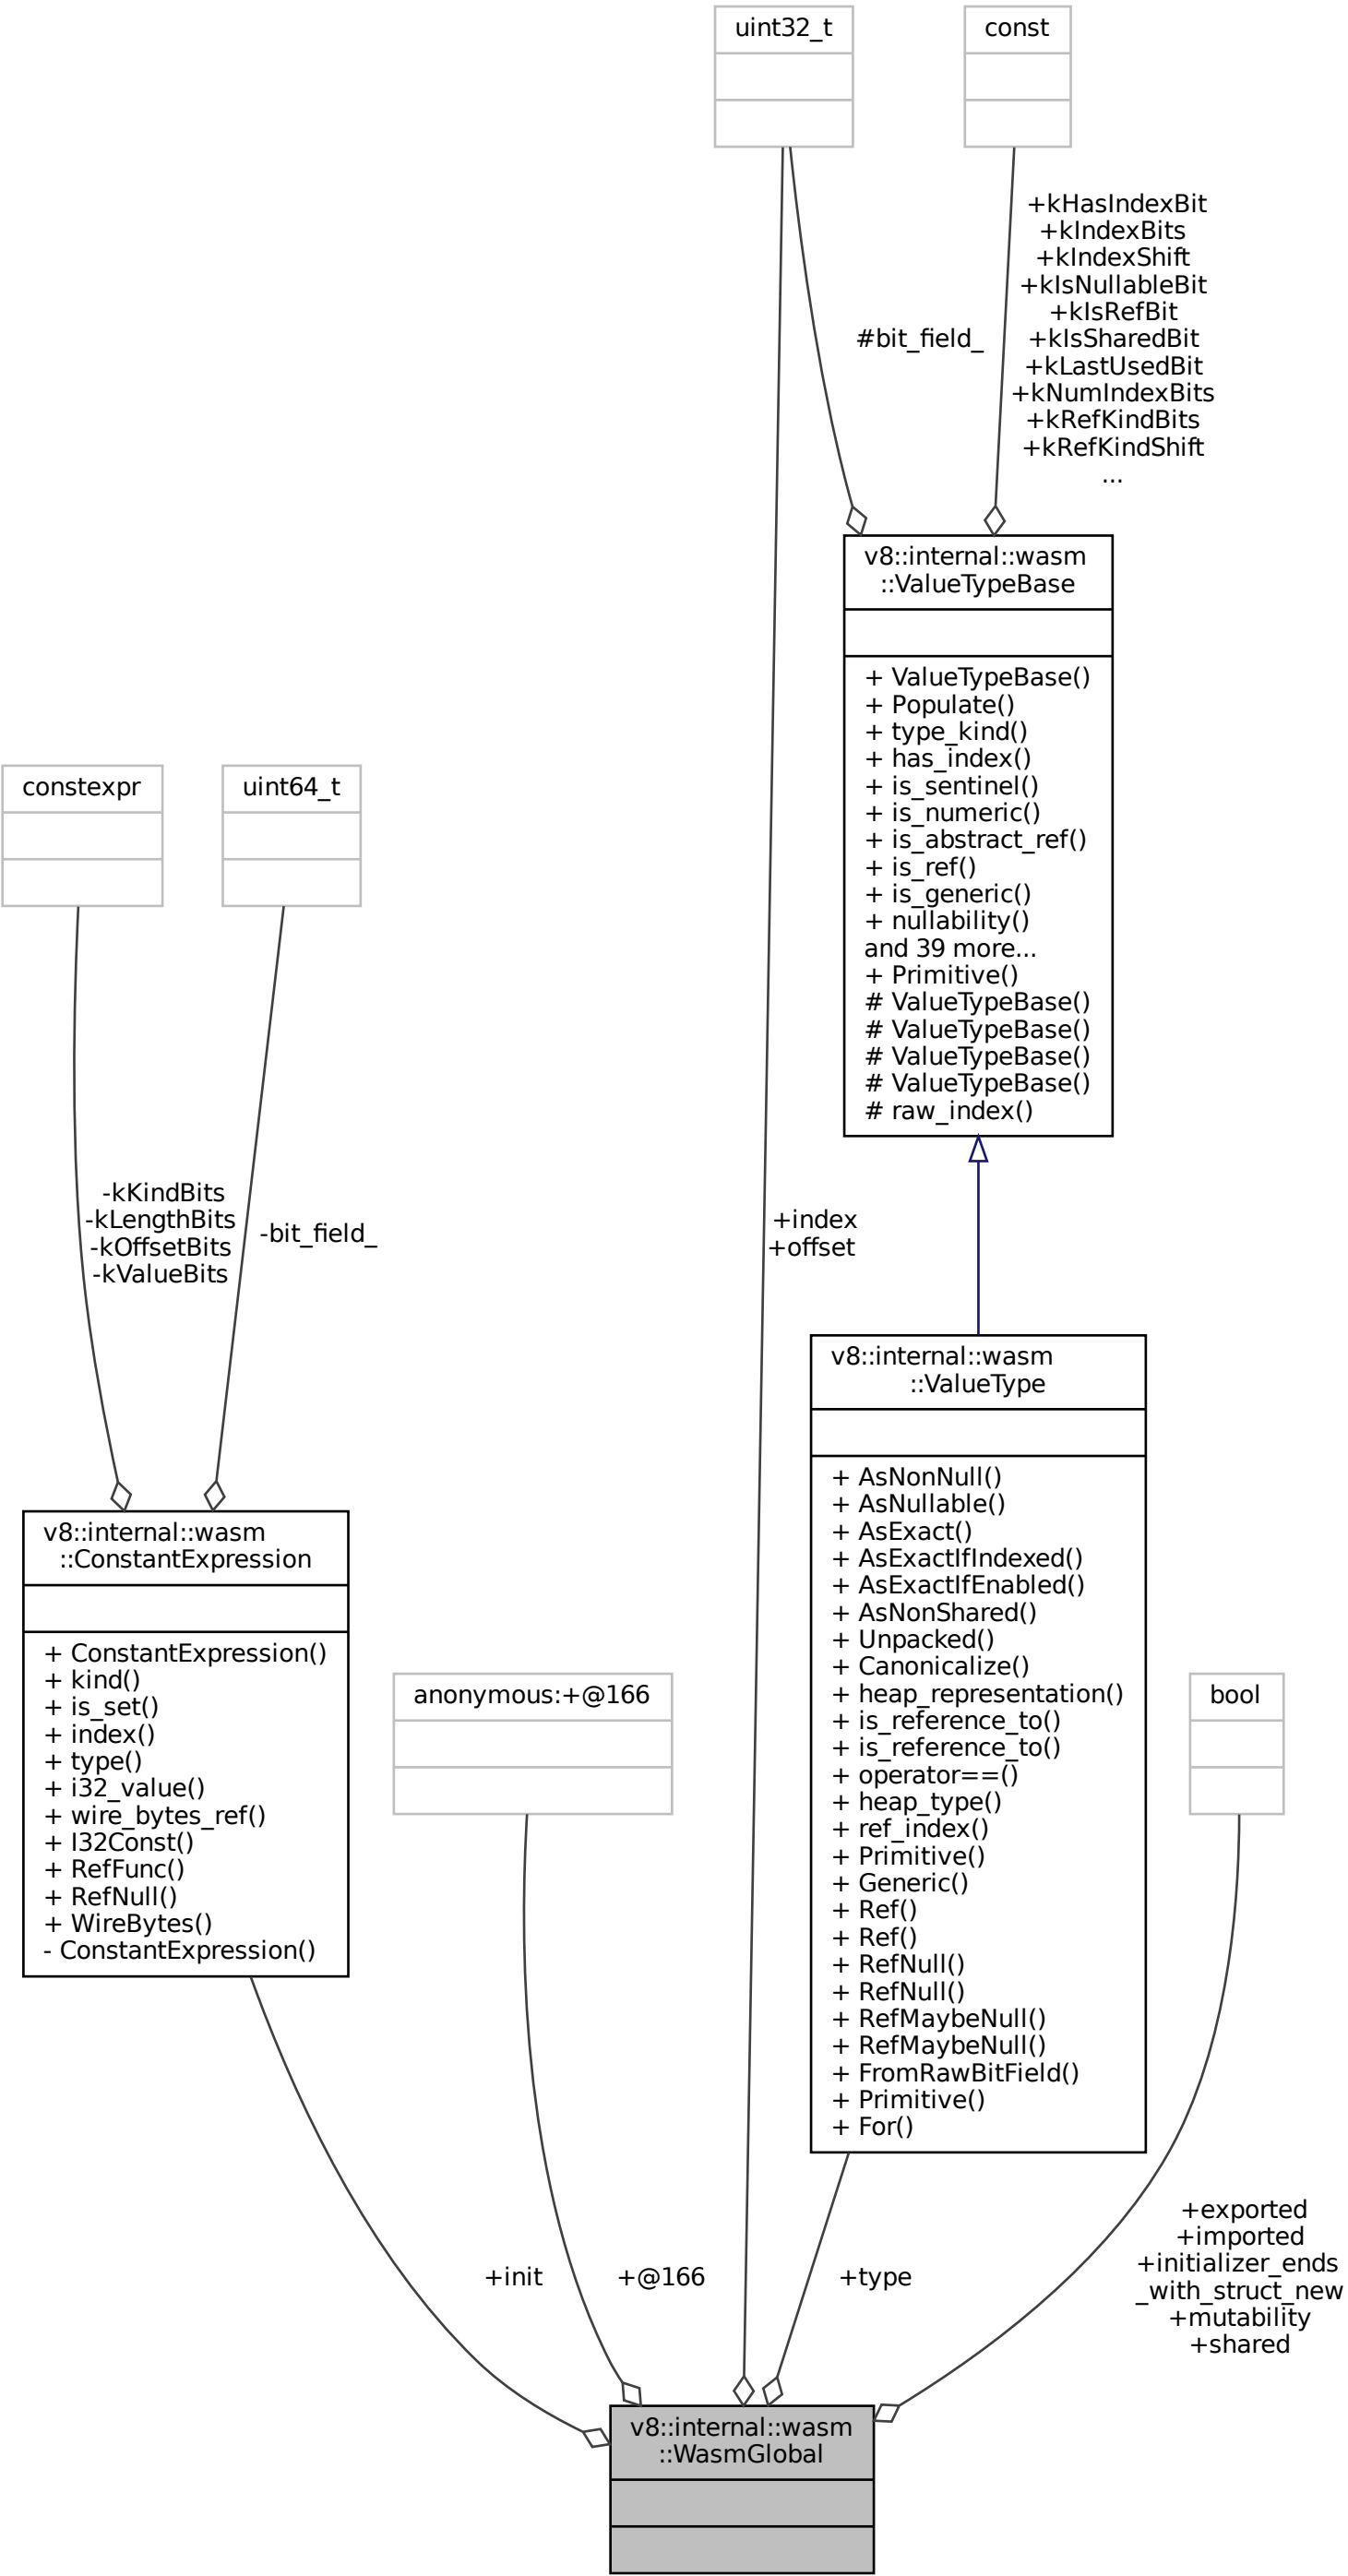 uint32_t
const
+kHasIndexBit
+kIndexBits
+kIndexShift
+kIsNullableBit
+kIsRefBit
+kIsSharedBit
+kLastUsedBit
+kNumIndexBits
+kRefKindBits
+kRefKindShift
...
#bit_field_
v8::internal::wasm
::ValueTypeBase
+ ValueTypeBase()
+ Populate()
+ type_kind()
+ has_index()
+ is_sentinel()
+ is_numeric()
+ is_abstract_ref()
+ is_ref()
+ is_generic()
+ nullability()
and 39 more...
+ Primitive()
# ValueTypeBase()
# ValueTypeBase()
# ValueTypeBase()
# ValueTypeBase()
# raw_index()
constexpr
uint64_t
-kKindBits
-kLengthBits
-kOffsetBits
-kValueBits
-bit_field_
+index
+offset
v8::internal::wasm
::ValueType
+ AsNonNull()
+ AsNullable()
+ AsExact()
+ AsExactIfIndexed()
+ AsExactIfEnabled()
+ AsNonShared()
+ Unpacked()
+ Canonicalize()
+ heap_representation()
+ is_reference_to()
+ is_reference_to()
+ operator==()
+ heap_type()
+ ref_index()
+ Primitive()
+ Generic()
+ Ref()
+ Ref()
+ RefNull()
+ RefNull()
+ RefMaybeNull()
+ RefMaybeNull()
+ FromRawBitField()
+ Primitive()
+ For()
v8::internal::wasm
::ConstantExpression
+ ConstantExpression()
+ kind()
+ is_set()
+ index()
+ type()
+ i32_value()
+ wire_bytes_ref()
+ I32Const()
+ RefFunc()
+ RefNull()
+ WireBytes()
- ConstantExpression()
anonymous:+@166
bool
+init
+@166
+type
+exported
+imported
+initializer_ends
_with_struct_new
+mutability
+shared
v8::internal::wasm
::WasmGlobal